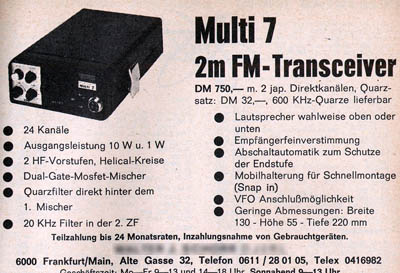 Multi 7
2m FM-Transceiver
DM 750,— m. 2 jap. Direktkanälen, Quarz-
satz: DM 32,—, 600 KHz-Quarze lieferbar
MULTI 7
● 24 Kanäle
● Ausgangsleistung 10 W u. 1 W
● 2 HF-Vorstufen, Helical-Kreise
● Dual-Gate-Mosfet-Mischer
● Quarzfilter direkt hinter dem
1. Mischer
● 20 KHz Filter in der 2. ZF
● Lautsprecher wahlweise oben oder
unten
● Empfängerfeinverstimmung
● Abschaltautomatik zum Schutze
der Endstufe
● Mobilhalterung für Schnellmontage
(Snap in)
● VFO Anschlußmöglichkeit
● Geringe Abmessungen: Breite
130 - Höhe 55 - Tiefe 220 mm
Teilzahlung bis 24 Monatsraten, Inzahlungsnahme von Gebrauchtgeräten.
6000 Frankfurt/Main, Alte Gasse 32, Telefon 0611 / 28 01 05, Telex 0416982
Geschäftszeit: Mo–Fr 9—13 und 14—18 Uhr, Sonnabend 9—13 Uhr